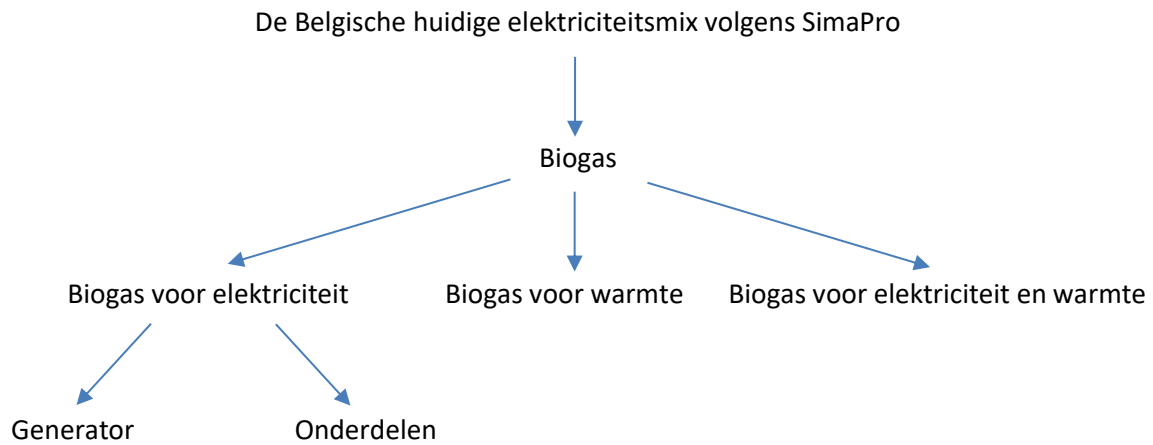 De Belgische huidige elektriciteitsmix volgens SimaPro
Biogas
Biogas voor elektriciteit
Biogas voor warmte
Biogas voor elektriciteit en warmte
Generator
Onderdelen